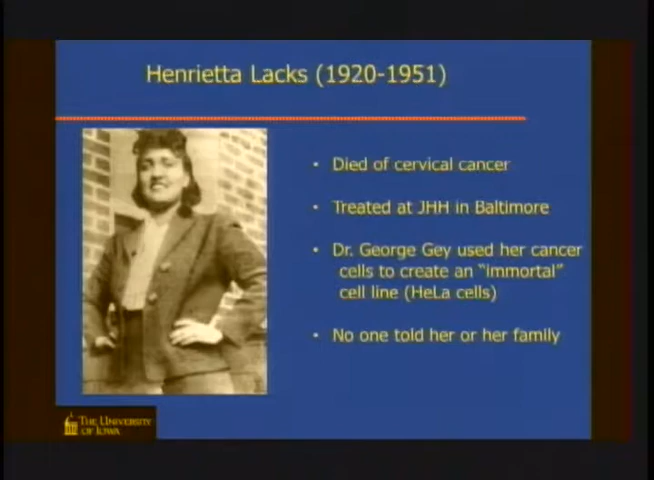 Henrietta Lacks (1920-1951)
• Died of cervical cancer
• Treated at JHH in Baltimore
• Dr. George Gey used her cancer
cells to create an “immortal”
cell line (HeLa cells)
• No one told her or her family
THE UNIVERSITY
OF IOWA